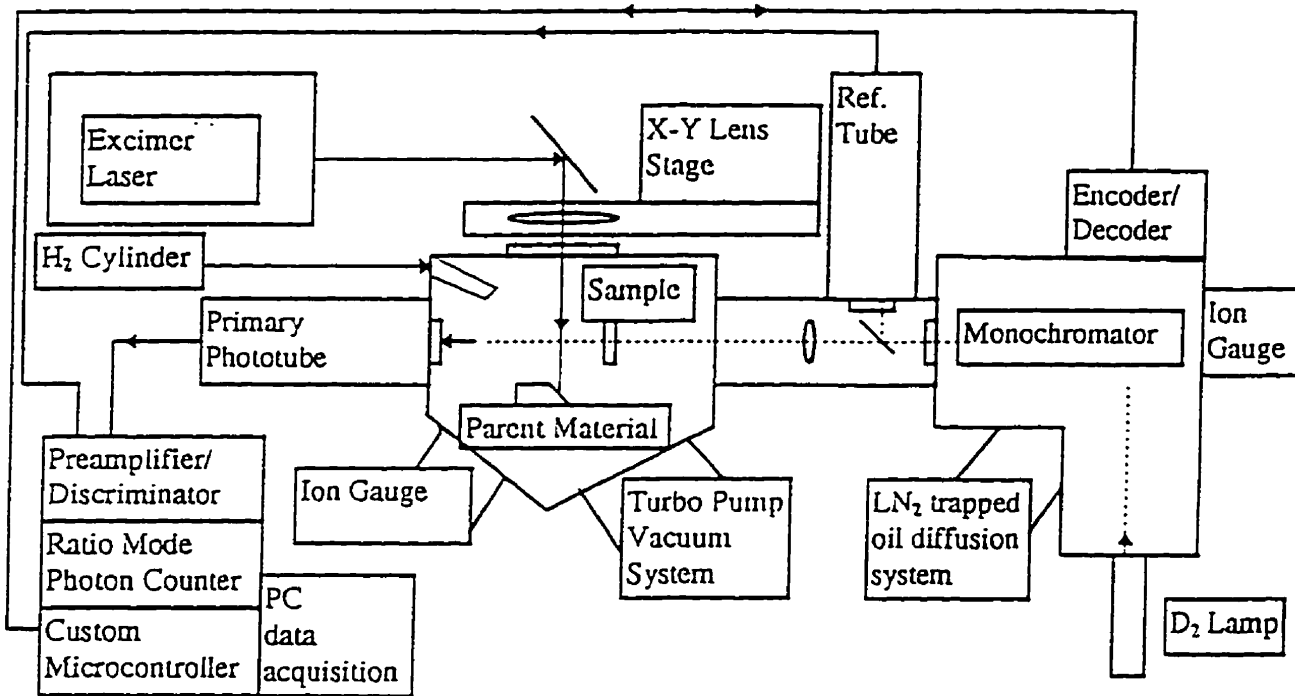 Excimer
Laser
X-Y Lens
Stage
Ref.
Tube
Encoder/
Decoder
H₂ Cylinder
Sample
Primary
Phototube
Monochromator
Ion
Gauge
Parent Material
Preamplifier/
Discriminator
Ion Gauge
Turbo Pump
Vacuum
System
LN₂ trapped
oil diffusion
system
Ratio Mode
Photon Counter
PC
data
acquisition
Custom
Microcontroller
D₂ Lamp